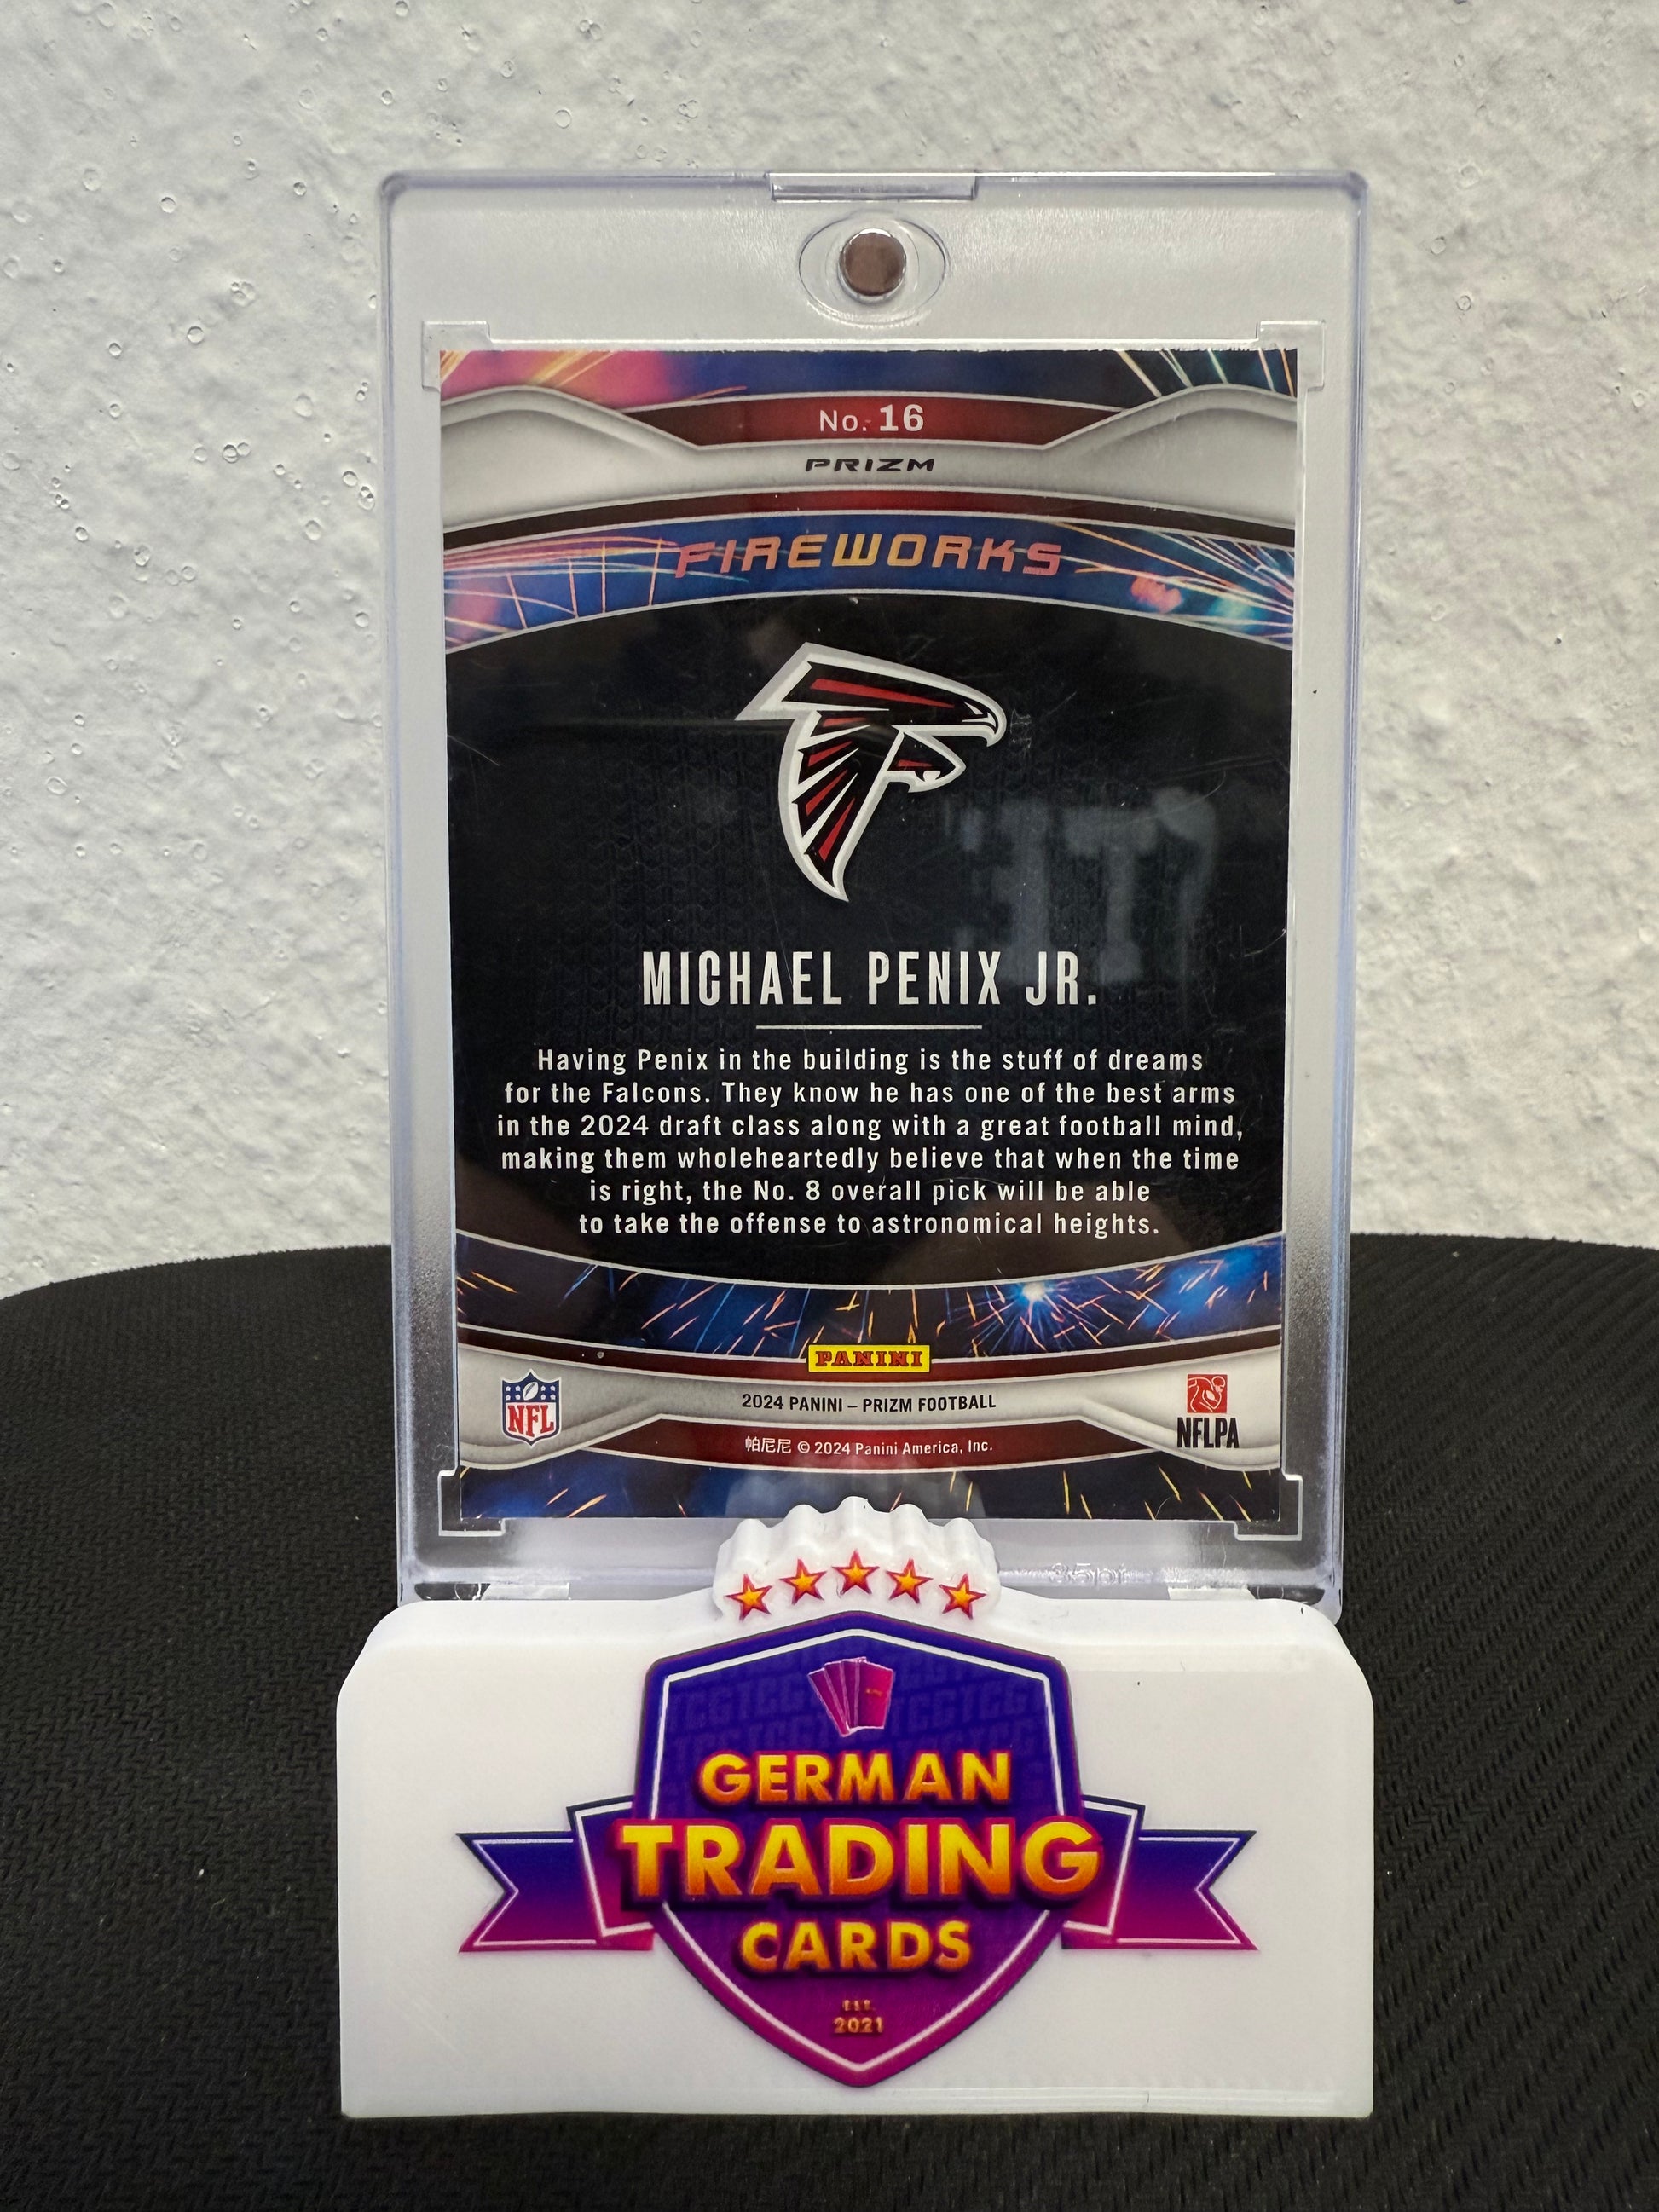 No. 16
PRIZM
FIREWORKS
MICHAEL PENIX JR.
Having Penix in the building is the stuff of dreams
for the Falcons. They know he has one of the best arms
in the 2024 draft class along with a great football mind,
making them wholeheartedly believe that when the time
is right, the No. 8 overall pick will be able
to take the offense to astronomical heights.
PANINI
NFL
2024 PANINI – PRIZM FOOTBALL
NFLPA
帕尼尼 © 2024 Panini America, Inc.
GERMAN
TRADING
CARDS
EST.
2021